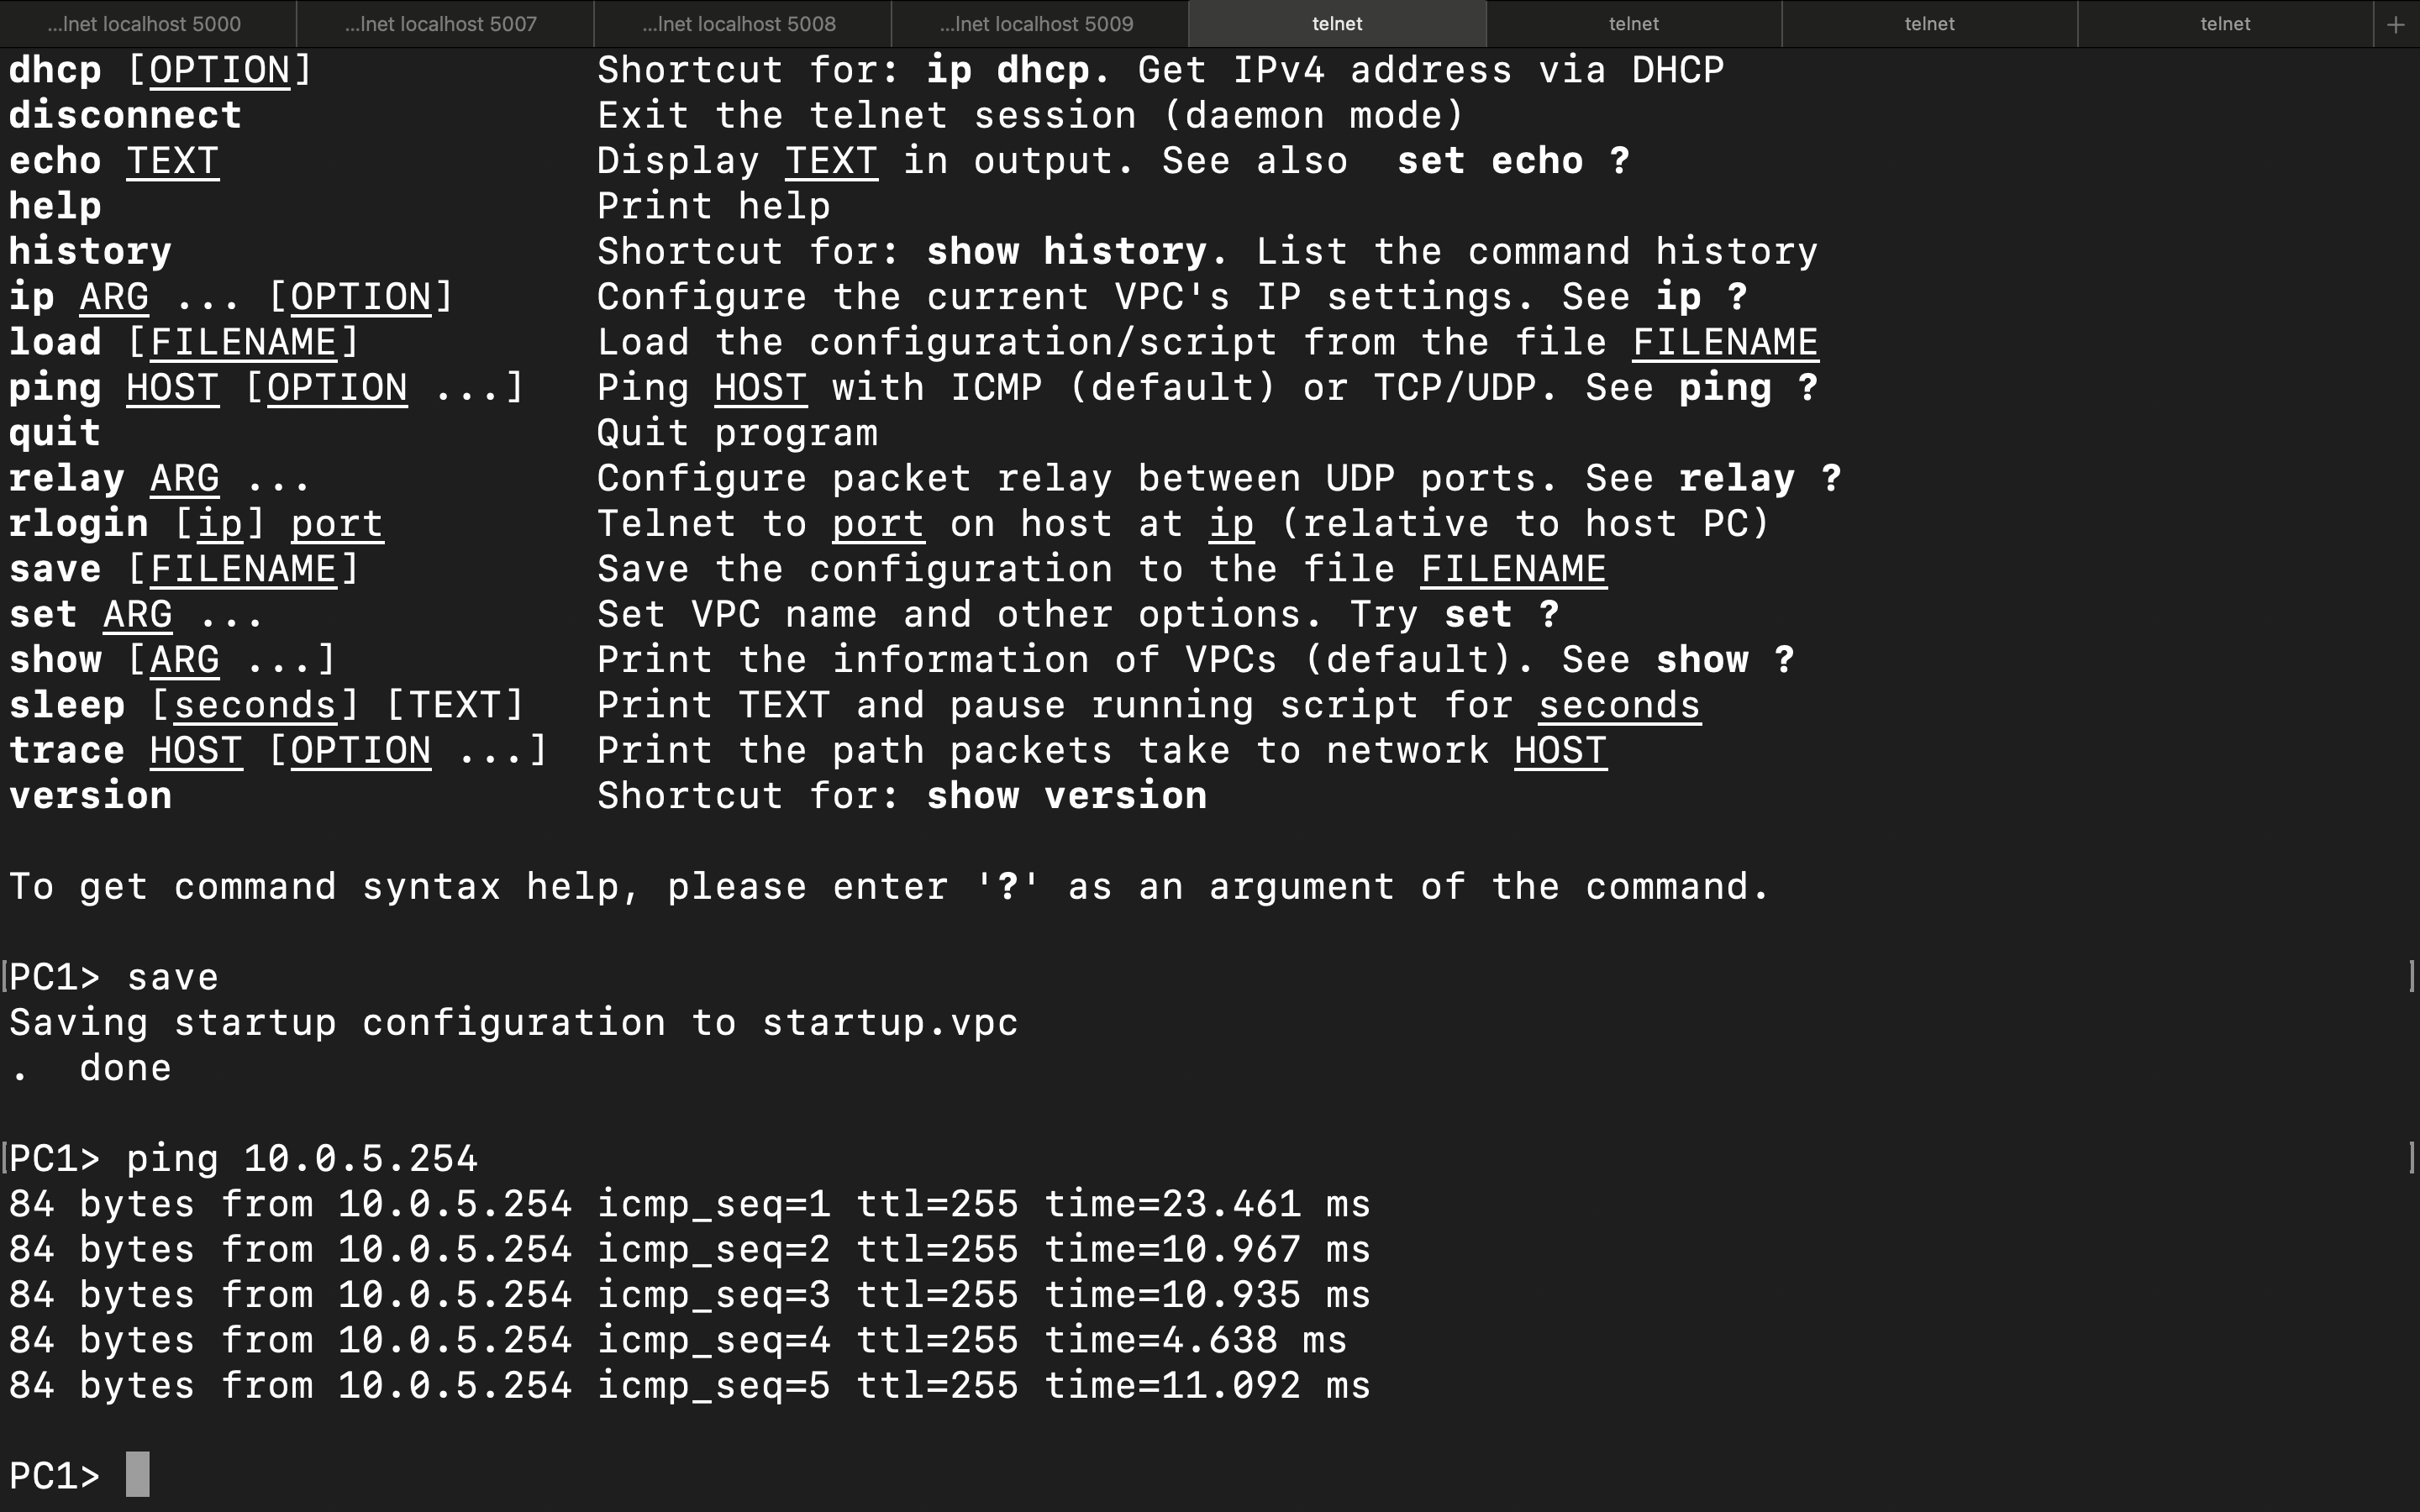 ...lnet localhost 5000 ...lnet localhost 5007 ...lnet localhost 5008 ...lnet localhost 5009 telnet telnet telnet telnet +
dhcp [OPTION] Shortcut for: ip dhcp. Get IPv4 address via DHCP
disconnect Exit the telnet session (daemon mode)
echo TEXT Display TEXT in output. See also  set echo ?
help Print help
history Shortcut for: show history. List the command history
ip ARG ... [OPTION] Configure the current VPC's IP settings. See ip ?
load [FILENAME] Load the configuration/script from the file FILENAME
ping HOST [OPTION ...] Ping HOST with ICMP (default) or TCP/UDP. See ping ?
quit Quit program
relay ARG ... Configure packet relay between UDP ports. See relay ?
rlogin [ip] port Telnet to port on host at ip (relative to host PC)
save [FILENAME] Save the configuration to the file FILENAME
set ARG ... Set VPC name and other options. Try set ?
show [ARG ...] Print the information of VPCs (default). See show ?
sleep [seconds] [TEXT] Print TEXT and pause running script for seconds
trace HOST [OPTION ...] Print the path packets take to network HOST
version Shortcut for: show version
To get command syntax help, please enter '?' as an argument of the command.
[PC1> save ]
Saving startup configuration to startup.vpc
.  done
[PC1> ping 10.0.5.254 ]
84 bytes from 10.0.5.254 icmp_seq=1 ttl=255 time=23.461 ms
84 bytes from 10.0.5.254 icmp_seq=2 ttl=255 time=10.967 ms
84 bytes from 10.0.5.254 icmp_seq=3 ttl=255 time=10.935 ms
84 bytes from 10.0.5.254 icmp_seq=4 ttl=255 time=4.638 ms
84 bytes from 10.0.5.254 icmp_seq=5 ttl=255 time=11.092 ms
PC1>